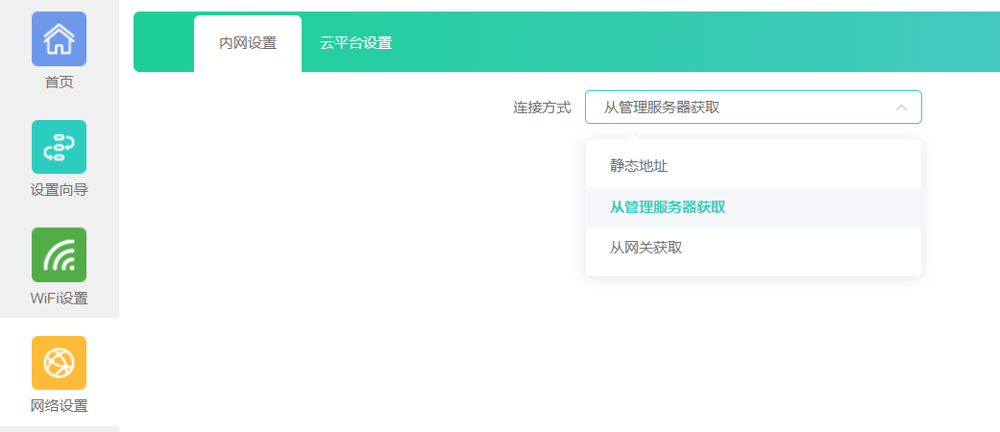 首页
设置向导
WiFi设置
网络设置
内网设置
云平台设置
连接方式
从管理服务器获取
静态地址
从管理服务器获取
从网关获取